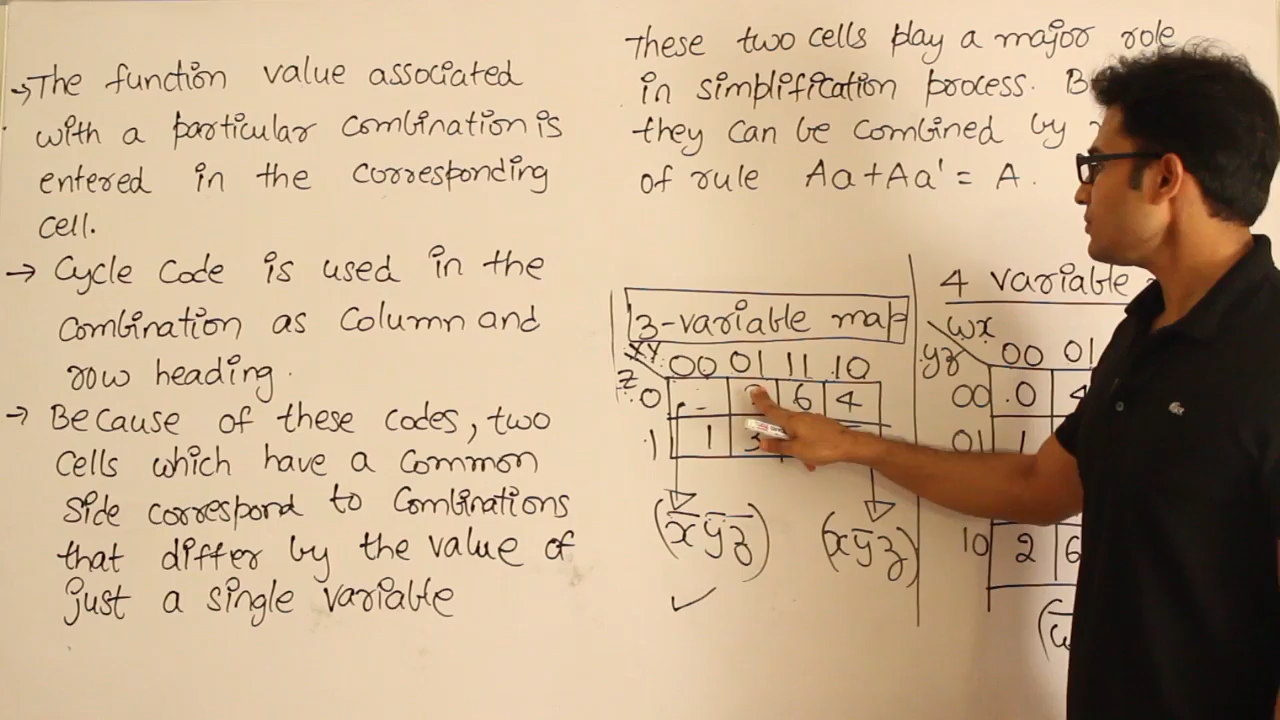 →The function value associated
with a particular combination is
entered in the corresponding
cell.
→ Cycle Code is used in the
Combination as Column and
row heading.
→ Because of these codes, two
cells which have a Common
side correspond to Combinations
that differ by the value of
just a single variable
These two cells play a major role
in simplification process.
they can be combined by
of rule Aa+Aa' = A.
3-variable map
XY 00 01 11 10
Z
0 6 4
1 1 3
(x̅ y̅ z̅) (x y̅ z)
4 variable
wx
yz 00 01
00 0 4
01 1
10 2 6